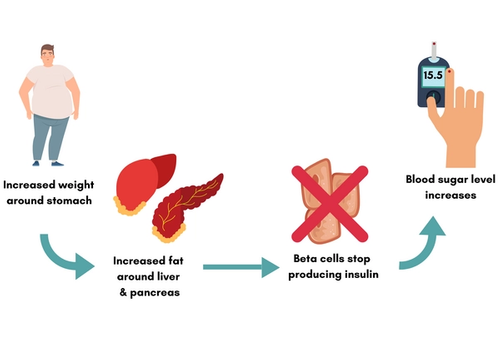 Increased weight
around stomach
Increased fat
around liver
& pancreas
Beta cells stop
producing insulin
15.5
Blood sugar level
increases